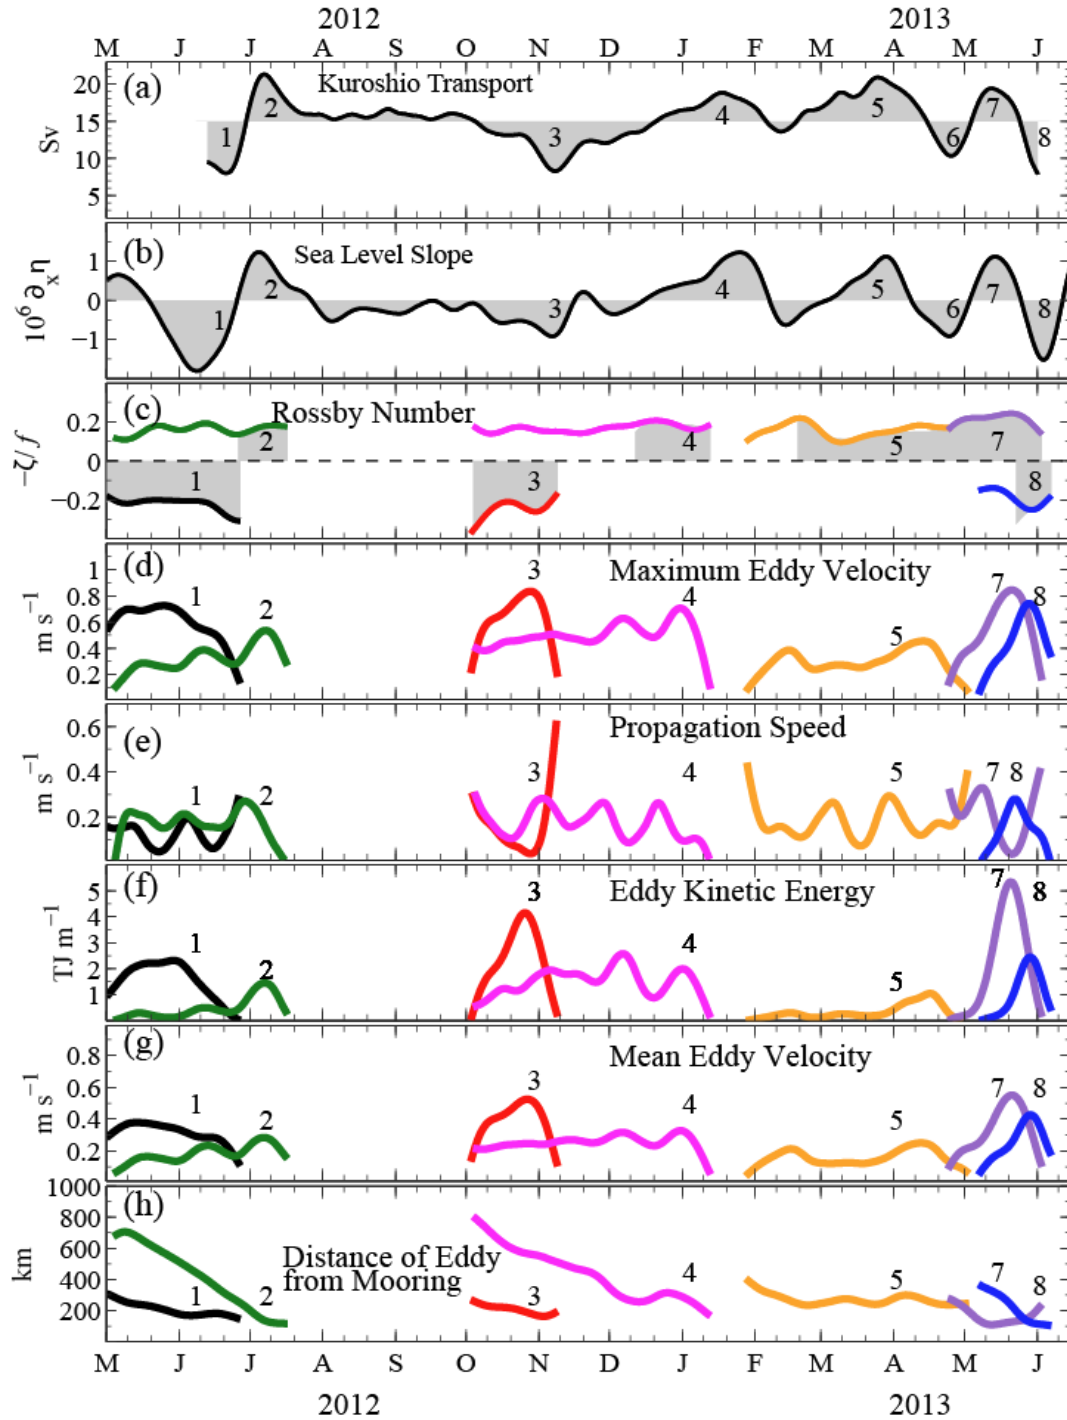 2012 2013
M J J A S O N D J F M A M J
(a) Kuroshio Transport
20
15
10
5
Sv
1 2 3 4 5 6 7 8
(b) Sea Level Slope
1
0
−1
10⁶ ∂ₓ η
1 2 3 4 5 6 7 8
(c) Rossby Number
0.2
0
−0.2
−ζ/f
1 2 3 4 5 7 8
(d) Maximum Eddy Velocity
1
0.8
0.6
0.4
0.2
m s⁻¹
1 2 3 4 5 7 8
(e) Propagation Speed
0.6
0.4
0.2
m s⁻¹
1 2 3 4 5 7 8
(f) Eddy Kinetic Energy
5
4
3
2
1
TJ m⁻¹
1 2 3 4 5 7 8
(g) Mean Eddy Velocity
0.8
0.6
0.4
0.2
m s⁻¹
1 2 3 4 5 7 8
(h) Distance of Eddy
from Mooring
1000
800
600
400
200
km
1 2 3 4 5 7 8
M J J A S O N D J F M A M J
2012 2013